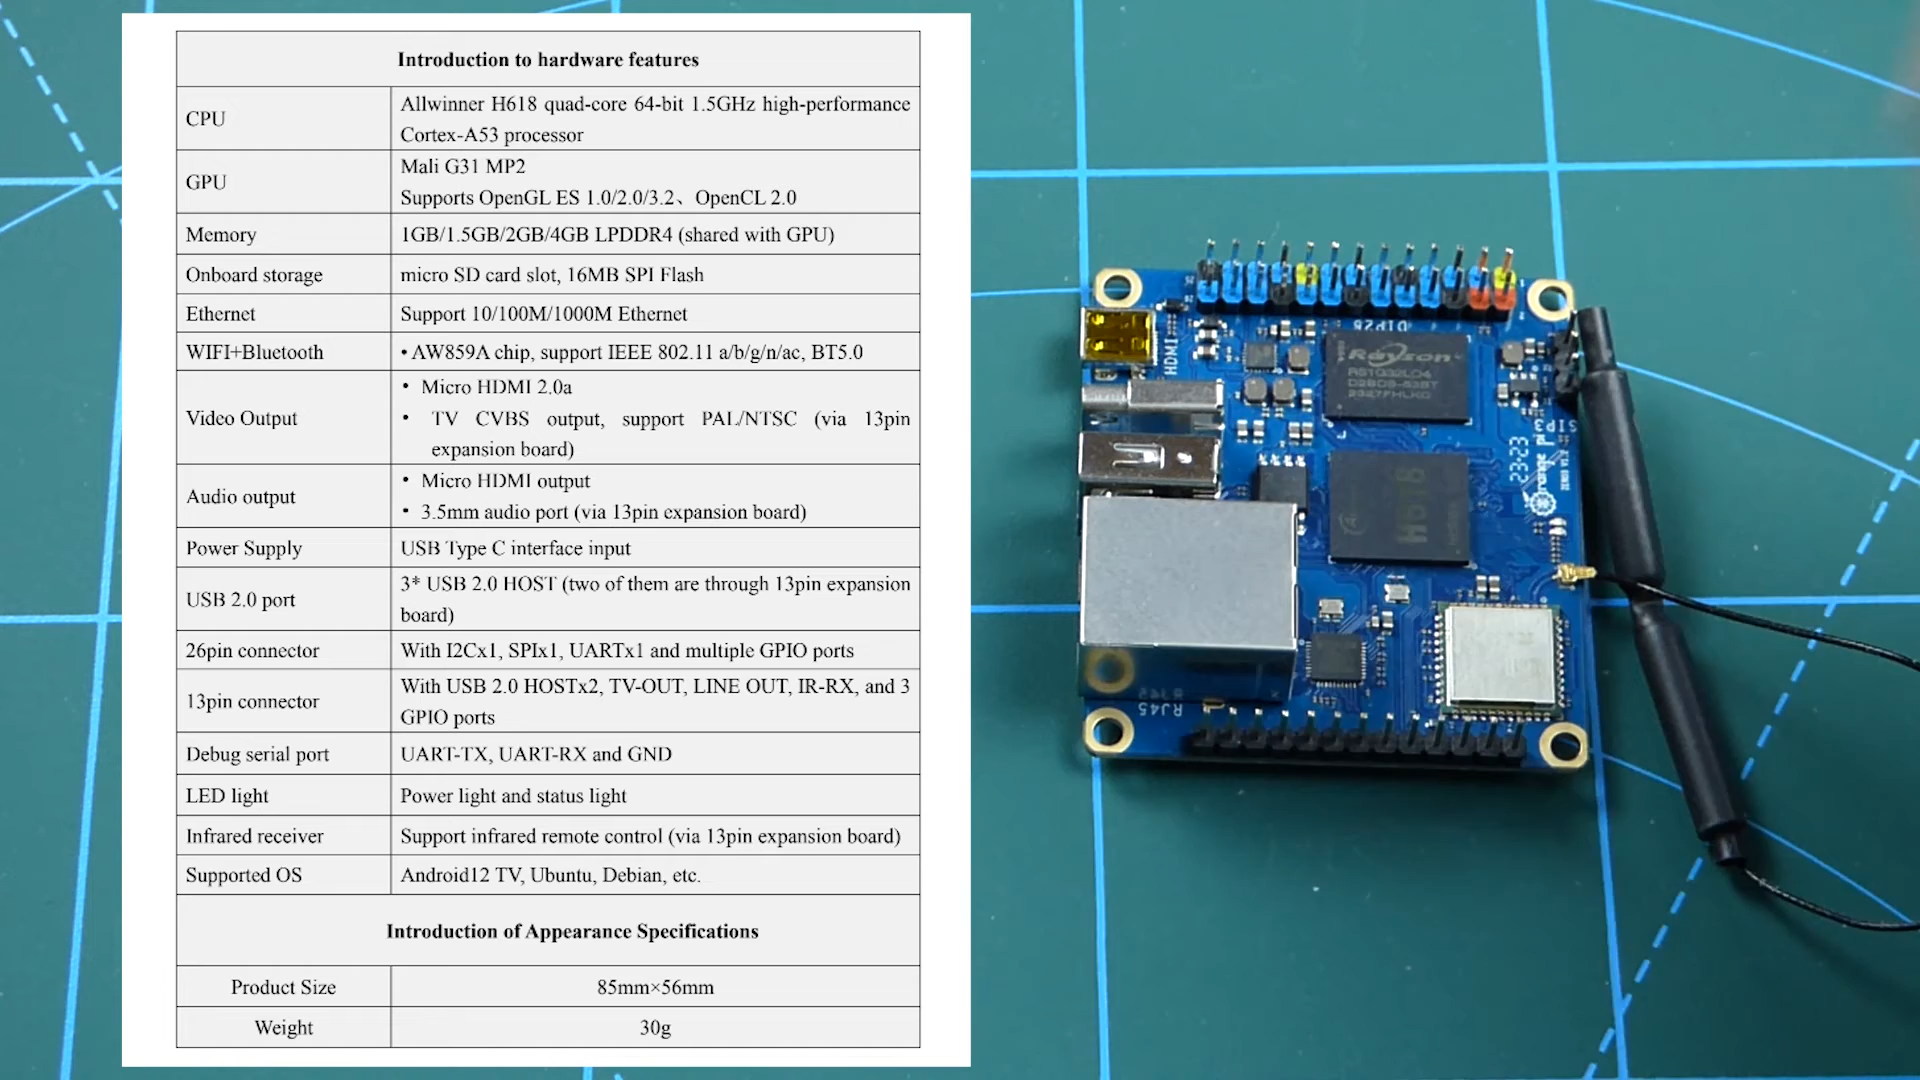 Introduction to hardware features
CPU
Allwinner H618 quad-core 64-bit 1.5GHz high-performance
Cortex-A53 processor
GPU
Mali G31 MP2
Supports OpenGL ES 1.0/2.0/3.2、OpenCL 2.0
Memory
1GB/1.5GB/2GB/4GB LPDDR4 (shared with GPU)
Onboard storage
micro SD card slot, 16MB SPI Flash
Ethernet
Support 10/100M/1000M Ethernet
WIFI+Bluetooth
• AW859A chip, support IEEE 802.11 a/b/g/n/ac, BT5.0
Video Output
• Micro HDMI 2.0a
• TV CVBS output, support PAL/NTSC (via 13pin
expansion board)
Audio output
• Micro HDMI output
• 3.5mm audio port (via 13pin expansion board)
Power Supply
USB Type C interface input
USB 2.0 port
3* USB 2.0 HOST (two of them are through 13pin expansion
board)
26pin connector
With I2Cx1, SPIx1, UARTx1 and multiple GPIO ports
13pin connector
With USB 2.0 HOSTx2, TV-OUT, LINE OUT, IR-RX, and 3
GPIO ports
Debug serial port
UART-TX, UART-RX and GND
LED light
Power light and status light
Infrared receiver
Support infrared remote control (via 13pin expansion board)
Supported OS
Android12 TV, Ubuntu, Debian, etc.
Introduction of Appearance Specifications
Product Size
85mm×56mm
Weight
30g
DIP26
HDMI
Rayson
SIP3
23-23
H618
RJ45